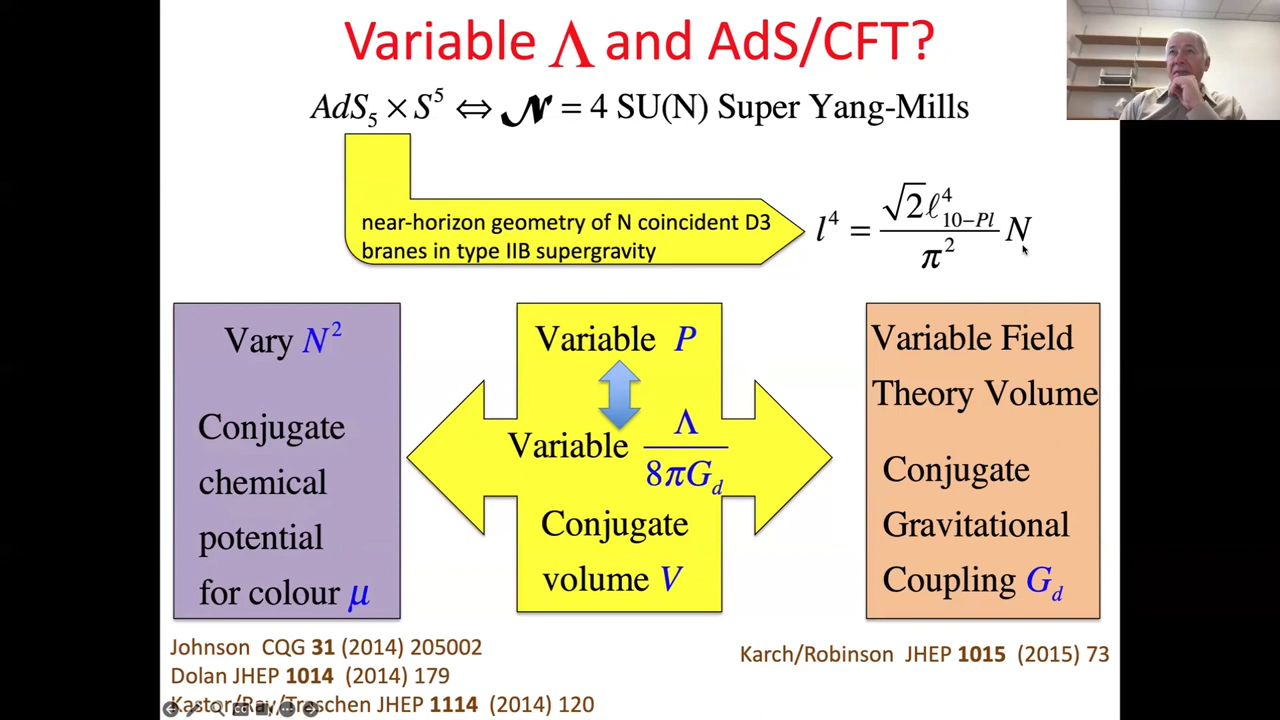 Variable Λ and AdS/CFT?
AdS₅ × S⁵ ⇔ 𝓝 = 4 SU(N) Super Yang-Mills
near-horizon geometry of N coincident D3
branes in type IIB supergravity
l⁴ = √2ℓ⁴₁₀₋Pl / π² N
Vary N²
Conjugate
chemical
potential
for colour μ
Variable P
Variable Λ / 8πG_d
Conjugate
volume V
Variable Field
Theory Volume
Conjugate
Gravitational
Coupling G_d
Johnson CQG 31 (2014) 205002
Dolan JHEP 1014 (2014) 179
Kastor/Ray/Treschen JHEP 1114 (2014) 120
Karch/Robinson JHEP 1015 (2015) 73